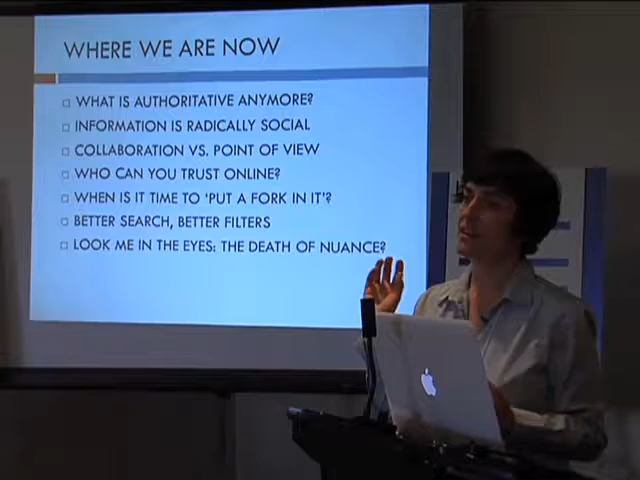 WHERE WE ARE NOW
WHAT IS AUTHORITATIVE ANYMORE?
INFORMATION IS RADICALLY SOCIAL
COLLABORATION VS. POINT OF VIEW
WHO CAN YOU TRUST ONLINE?
WHEN IS IT TIME TO 'PUT A FORK IN IT'?
BETTER SEARCH, BETTER FILTERS
LOOK ME IN THE EYES: THE DEATH OF NUANCE?